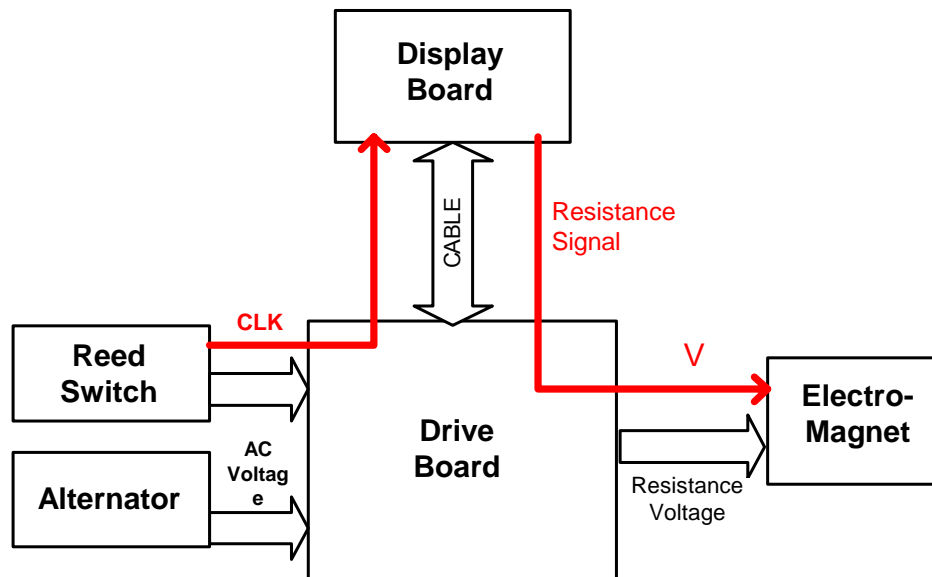 Display
Board
CABLE
Resistance
Signal
CLK
Reed
Switch
V
Electro-
Magnet
AC
Voltag
e
Drive
Board
Alternator
Resistance
Voltage